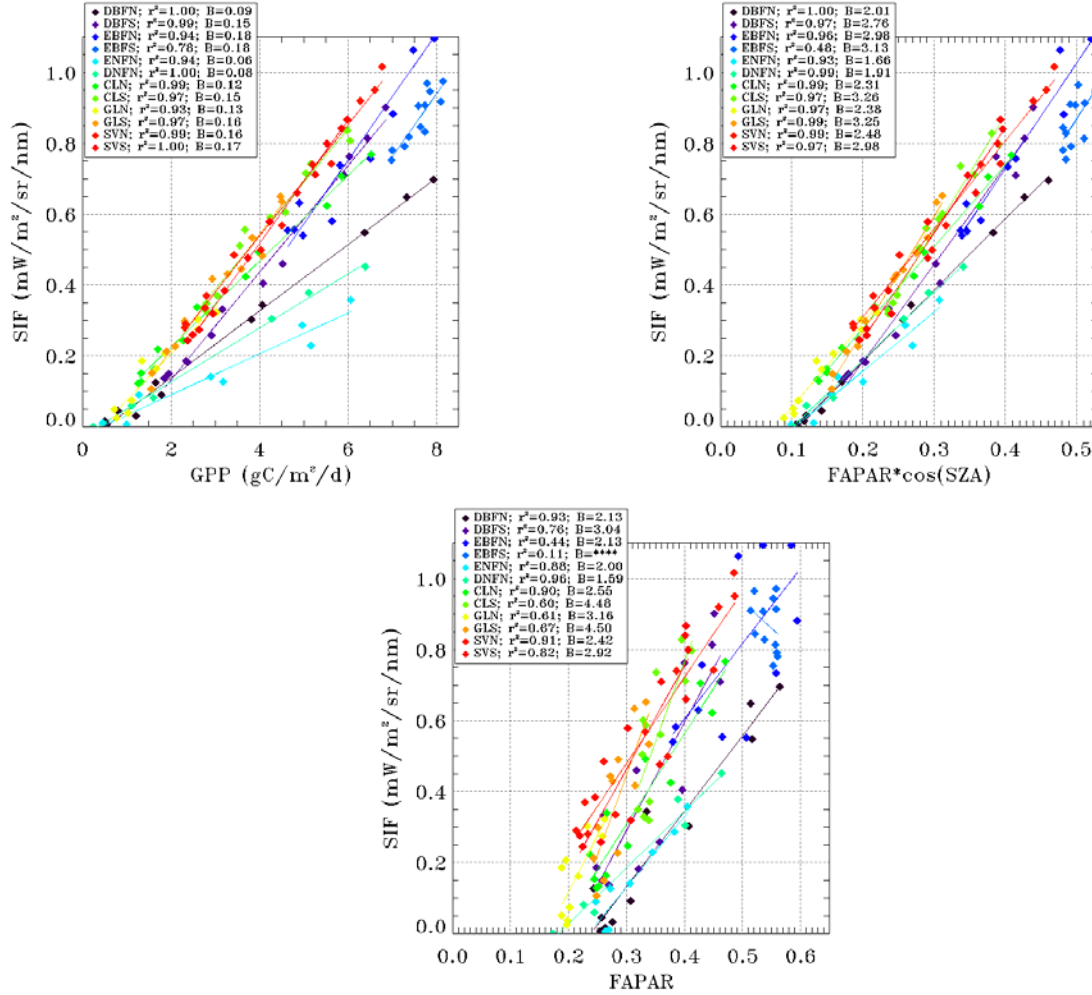 DBFN; r²=1.00; B=0.09
DBFS; r²=0.99; B=0.15
EBFN; r²=0.94; B=0.18
EBFS; r²=0.78; B=0.18
ENFN; r²=0.94; B=0.06
DNFN; r²=1.00; B=0.08
CLN; r²=0.99; B=0.12
CLS; r²=0.97; B=0.15
GLN; r²=0.93; B=0.13
GLS; r²=0.97; B=0.16
SVN; r²=0.99; B=0.16
SVS; r²=1.00; B=0.17
1.0
0.8
0.6
0.4
0.2
0.0
SIF (mW/m²/sr/nm)
0 2 4 6 8
GPP (gC/m²/d)
DBFN; r²=1.00; B=2.01
DBFS; r²=0.97; B=2.76
EBFN; r²=0.96; B=2.98
EBFS; r²=0.48; B=3.13
ENFN; r²=0.93; B=1.66
DNFN; r²=0.99; B=1.91
CLN; r²=0.99; B=2.31
CLS; r²=0.97; B=3.26
GLN; r²=0.97; B=2.38
GLS; r²=0.99; B=3.25
SVN; r²=0.99; B=2.48
SVS; r²=0.97; B=2.98
1.0
0.8
0.6
0.4
0.2
0.0
SIF (mW/m²/sr/nm)
0.0 0.1 0.2 0.3 0.4 0.5
FAPAR*cos(SZA)
DBFN; r²=0.93; B=2.13
DBFS; r²=0.76; B=3.04
EBFN; r²=0.44; B=2.13
EBFS; r²=0.11; B=****
ENFN; r²=0.88; B=2.00
DNFN; r²=0.96; B=1.59
CLN; r²=0.90; B=2.55
CLS; r²=0.60; B=4.48
GLN; r²=0.61; B=3.16
GLS; r²=0.67; B=4.50
SVN; r²=0.91; B=2.42
SVS; r²=0.82; B=2.92
1.0
0.8
0.6
0.4
0.2
0.0
SIF (mW/m²/sr/nm)
0.0 0.1 0.2 0.3 0.4 0.5 0.6
FAPAR